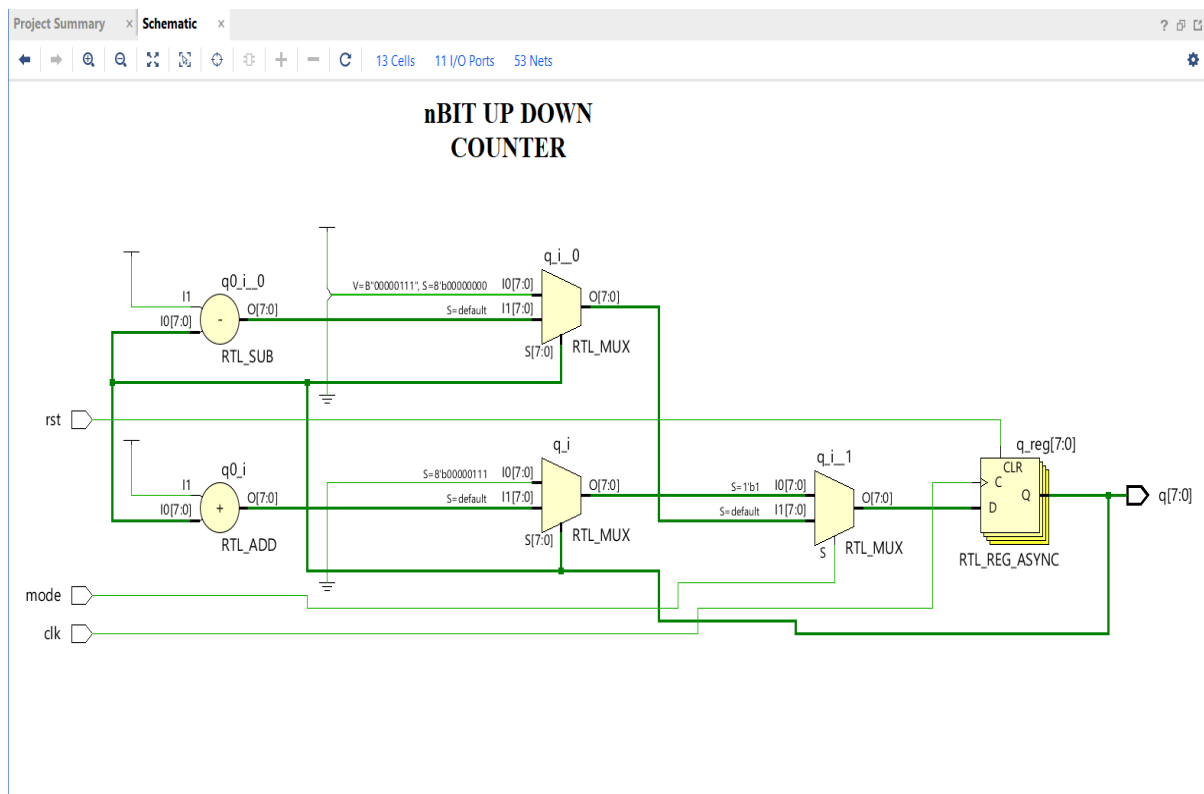 Project Summary × Schematic ×
?
13 Cells 11 I/O Ports 53 Nets
nBIT UP DOWN
COUNTER
q_i__0
q0_i__0
V=B"00000111", S=8'b00000000 I0[7:0]
I1
O[7:0]
O[7:0]
S=default I1[7:0]
I0[7:0]
-
RTL_SUB
S[7:0]
RTL_MUX
rst
q_i
q_reg[7:0]
q_i__1
q0_i
S=8'b00000111 I0[7:0]
CLR
I1
O[7:0]
S=1'b1 I0[7:0]
C
O[7:0]
S=default I1[7:0]
O[7:0]
Q
q[7:0]
I0[7:0]
+
S=default I1[7:0]
D
S[7:0]
RTL_MUX
RTL_ADD
S
RTL_MUX
RTL_REG_ASYNC
mode
clk